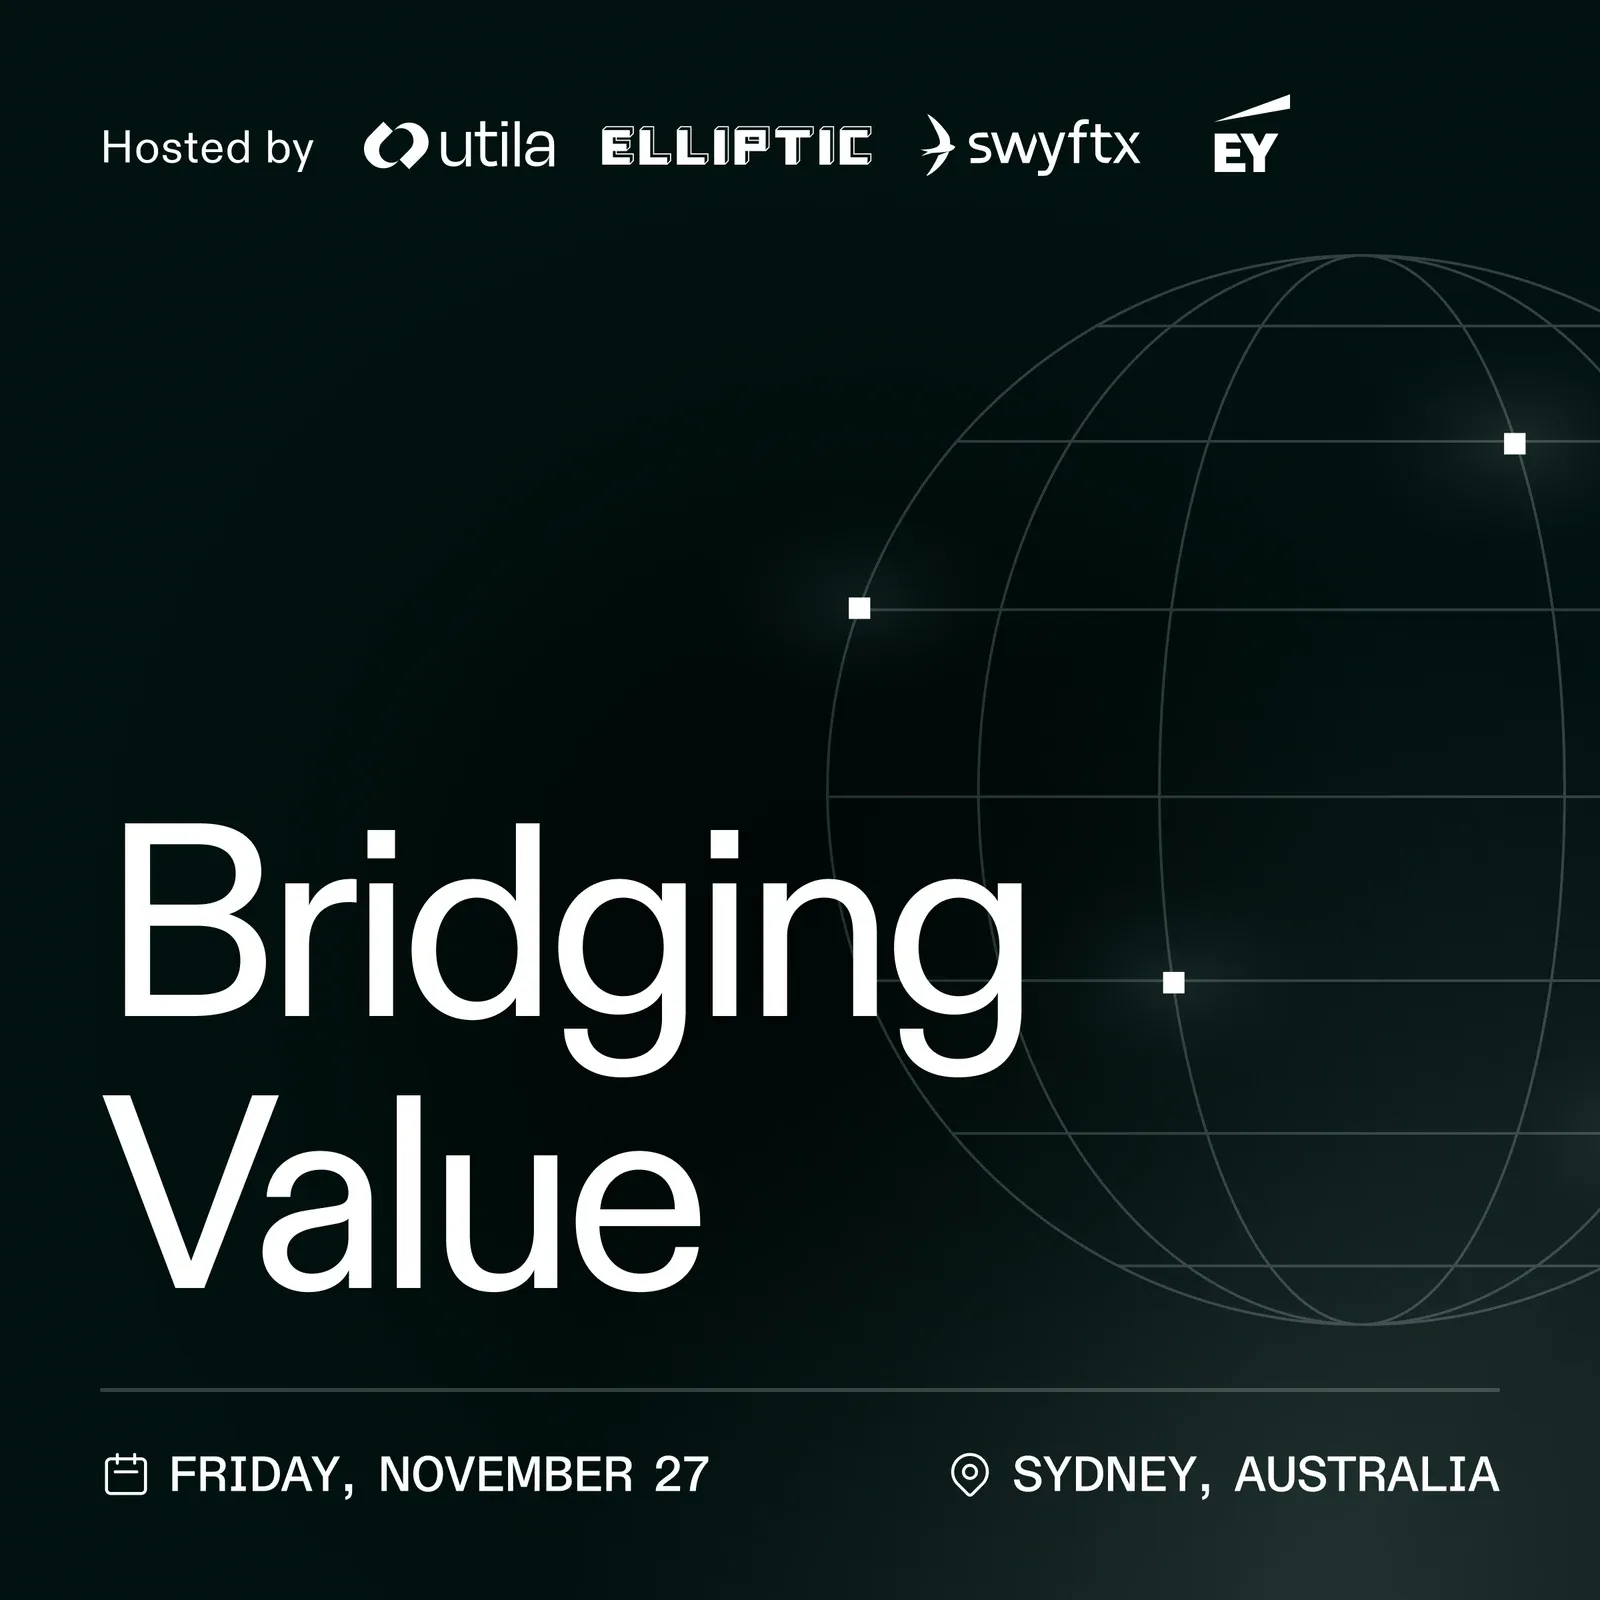 Hosted by utila ELLIPTIC swyftx EY
Bridging
Value
FRIDAY, NOVEMBER 27
SYDNEY, AUSTRALIA